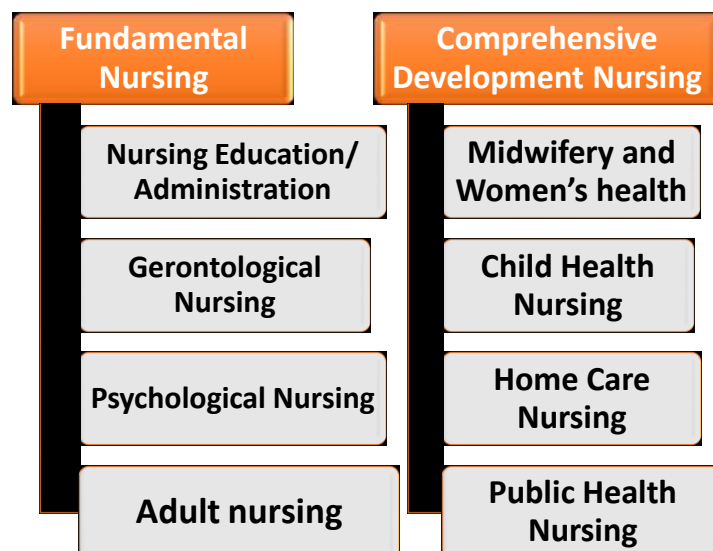 Fundamental
Nursing
Nursing Education/
Administration
Gerontological
Nursing
Psychological Nursing
Adult nursing
Comprehensive
Development Nursing
Midwifery and
Women’s health
Child Health
Nursing
Home Care
Nursing
Public Health
Nursing